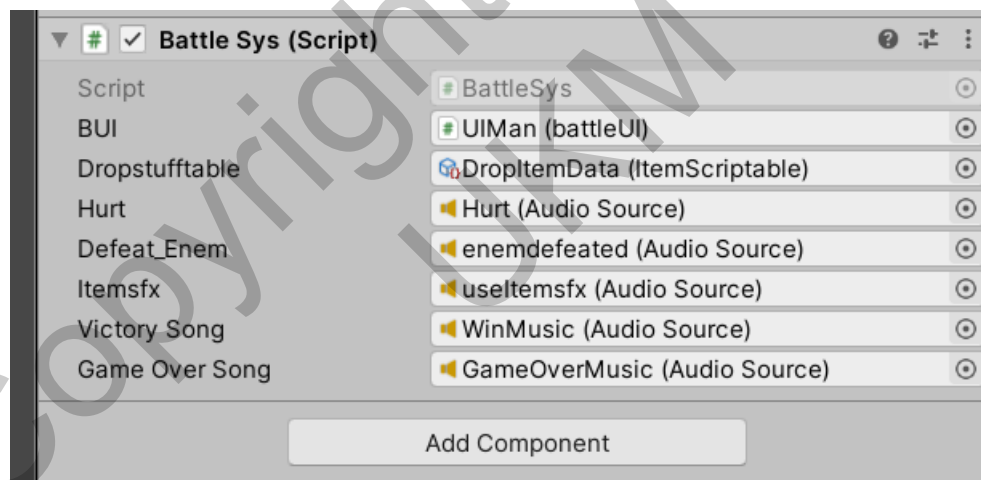 Battle Sys (Script)
Script BattleSys
BUI UIMan (battleUI)
Dropstufftable DropItemData (ItemScriptable)
Hurt Hurt (Audio Source)
Defeat_Enem enemdefeated (Audio Source)
Itemsfx useItemsfx (Audio Source)
Victory Song WinMusic (Audio Source)
Game Over Song GameOverMusic (Audio Source)
Add Component
Copyright
UKM